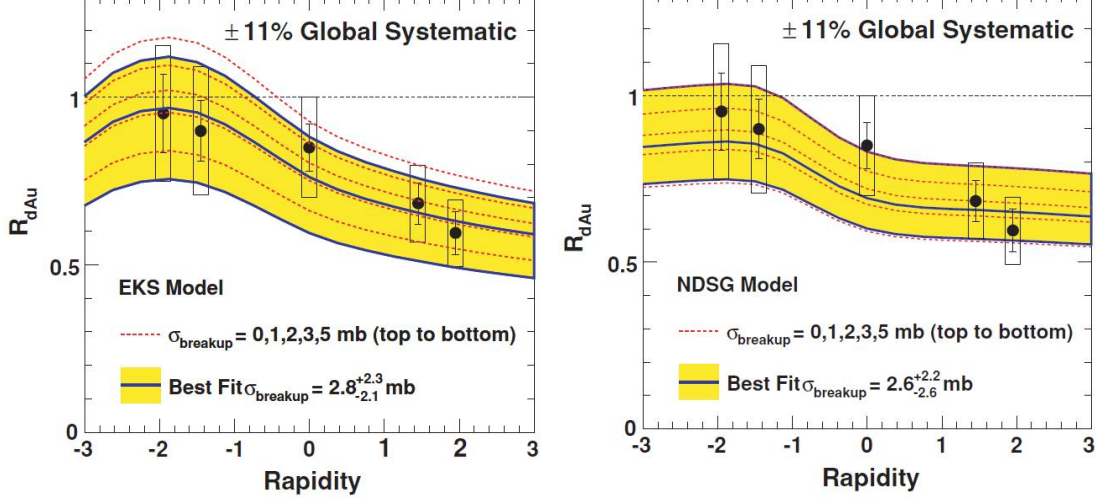 ± 11% Global Systematic
1
0.5
0
R_dAu
EKS Model
σ_breakup = 0,1,2,3,5 mb (top to bottom)
Best Fit σ_breakup = 2.8 +2.3 -2.1 mb
-3 -2 -1 0 1 2 3
Rapidity
± 11% Global Systematic
1
0.5
0
R_dAu
NDSG Model
σ_breakup = 0,1,2,3,5 mb (top to bottom)
Best Fit σ_breakup = 2.6 +2.2 -2.6 mb
-3 -2 -1 0 1 2 3
Rapidity